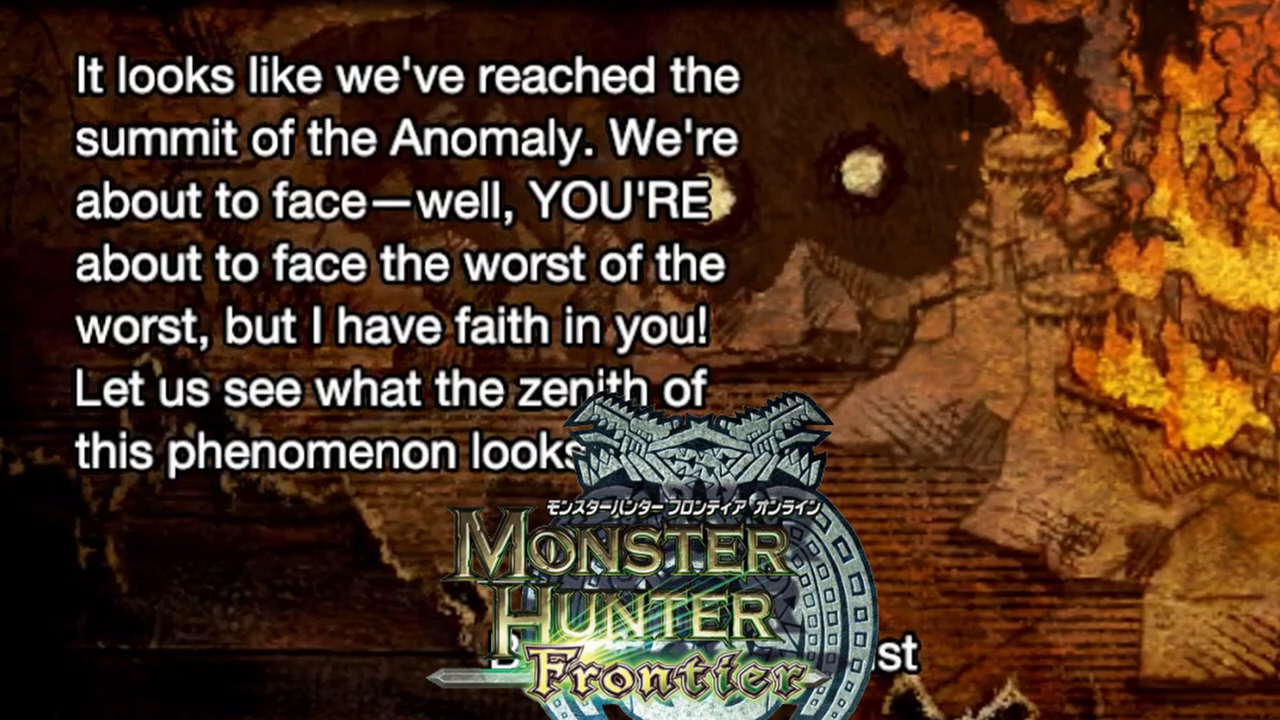 It looks like we've reached the
summit of the Anomaly. We're
about to face—well, YOU'RE
about to face the worst of the
worst, but I have faith in you!
Let us see what the zenith of
this phenomenon looks
モンスターハンター フロンティア オンライン
MONSTER
HUNTER
Frontier